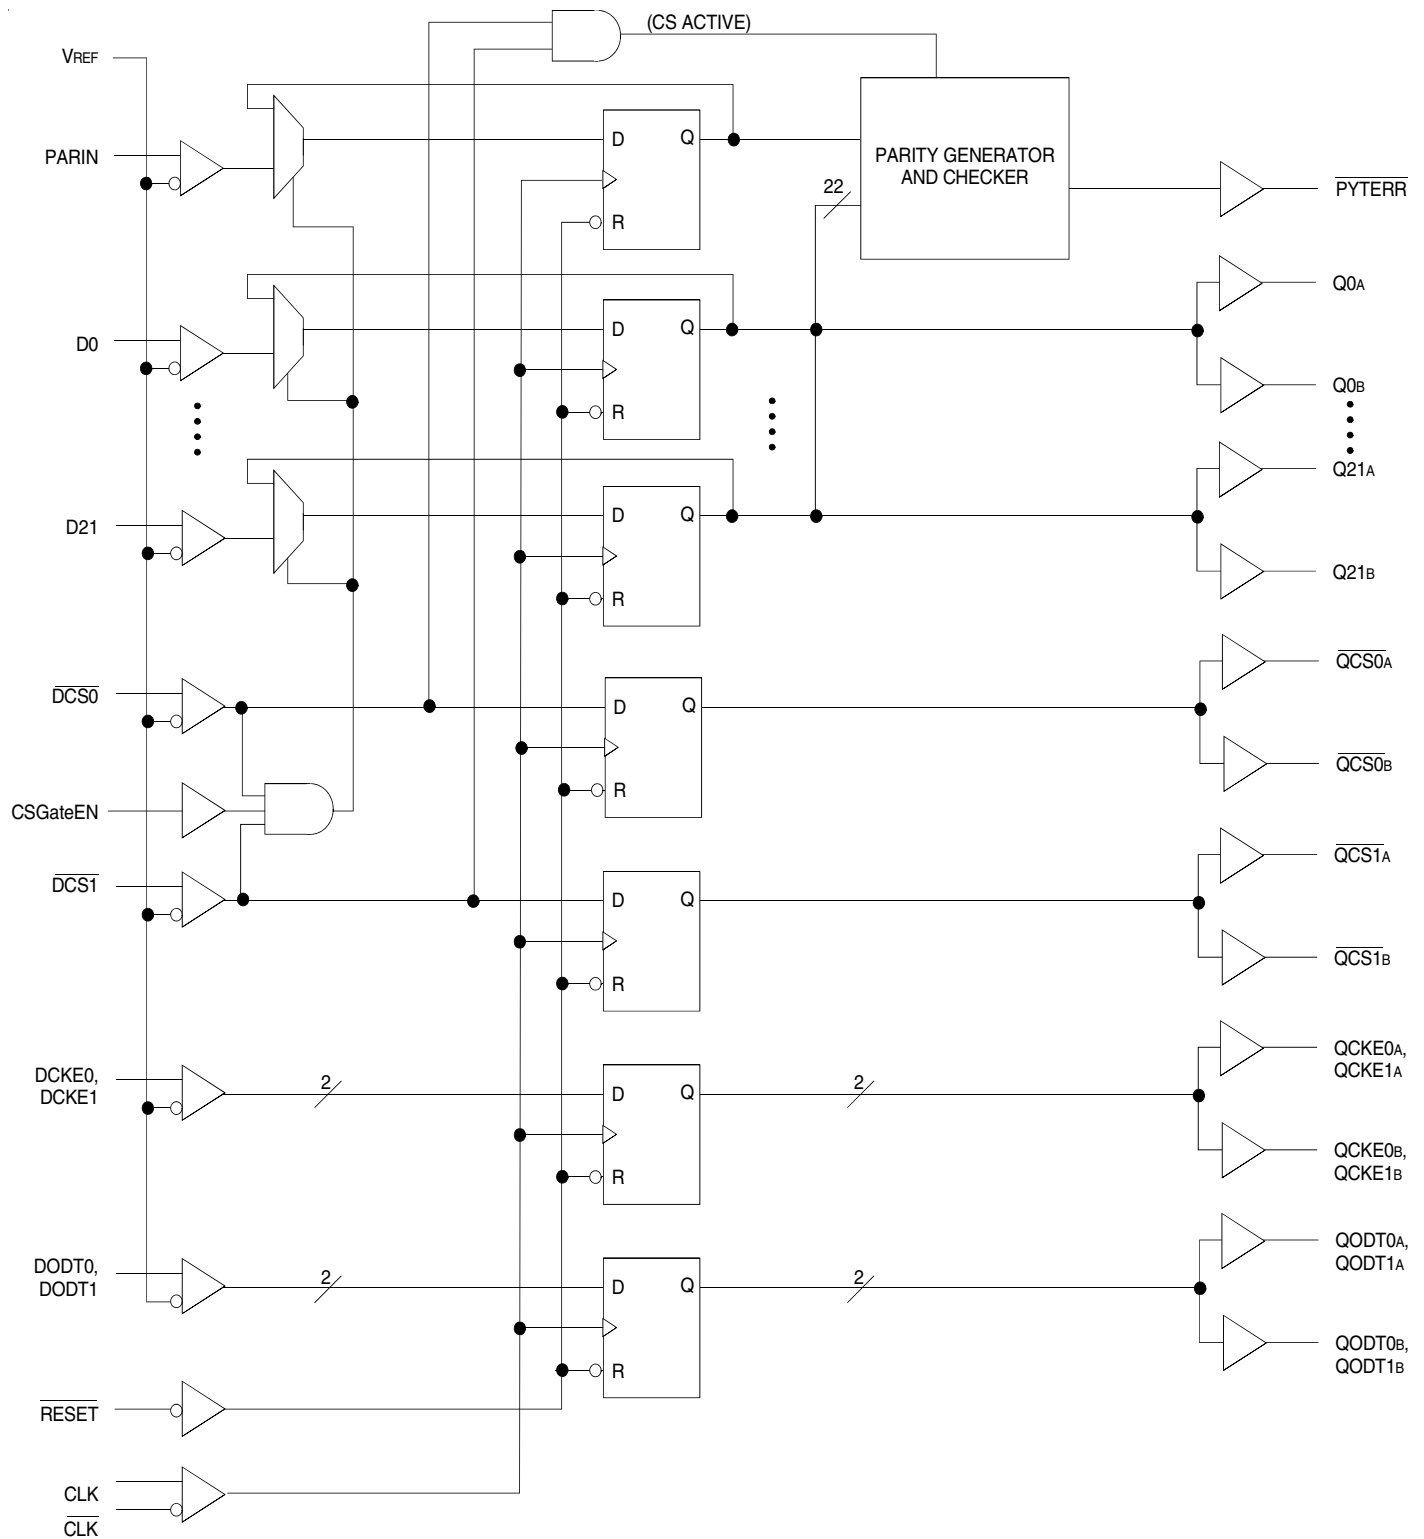 (CS ACTIVE)
VREF
PARIN
D
Q
R
PARITY GENERATOR
AND CHECKER
22
PYTERR
D0
D
Q
R
Q0A
Q0B
D21
D
Q
R
Q21A
Q21B
DCS0
D
Q
R
QCS0A
QCS0B
CSGateEN
DCS1
D
Q
R
QCS1A
QCS1B
DCKE0,
DCKE1
2
D
Q
R
2
QCKE0A,
QCKE1A
QCKE0B,
QCKE1B
DODT0,
DODT1
2
D
Q
R
2
QODT0A,
QODT1A
QODT0B,
QODT1B
RESET
CLK
CLK